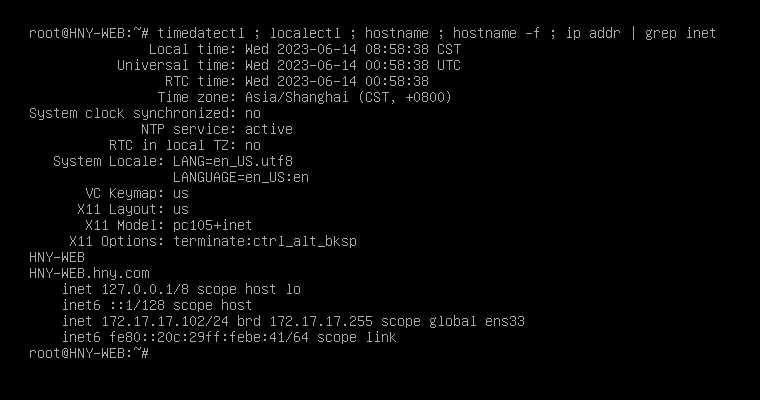 root@HNY-WEB:~# timedatectl ; localectl ; hostname ; hostname -f ; ip addr | grep inet
Local time: Wed 2023-06-14 08:58:38 CST
Universal time: Wed 2023-06-14 00:58:38 UTC
RTC time: Wed 2023-06-14 00:58:38
Time zone: Asia/Shanghai (CST, +0800)
System clock synchronized: no
NTP service: active
RTC in local TZ: no
System Locale: LANG=en_US.utf8
LANGUAGE=en_US:en
VC Keymap: us
X11 Layout: us
X11 Model: pc105+inet
X11 Options: terminate:ctrl_alt_bksp
HNY-WEB
HNY-WEB.hny.com
inet 127.0.0.1/8 scope host lo
inet6 ::1/128 scope host
inet 172.17.17.102/24 brd 172.17.17.255 scope global ens33
inet6 fe80::20c:29ff:febe:41/64 scope link
root@HNY-WEB:~#